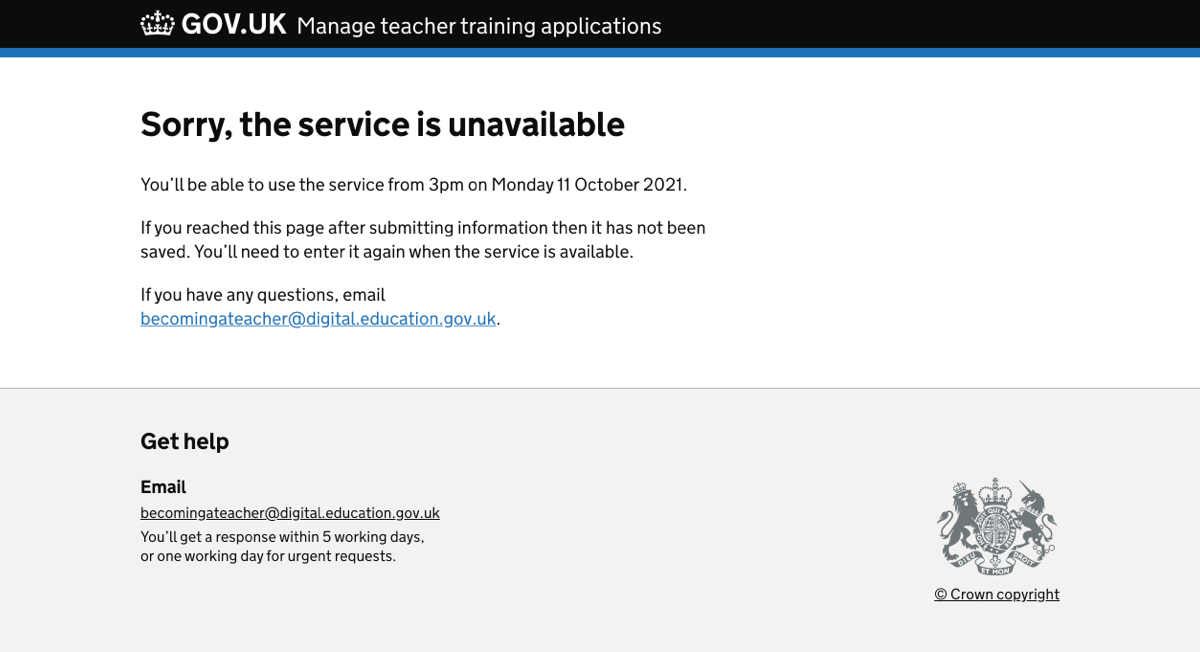 GOV.UK Manage teacher training applications
Sorry, the service is unavailable
You’ll be able to use the service from 3pm on Monday 11 October 2021.
If you reached this page after submitting information then it has not been
saved. You’ll need to enter it again when the service is available.
If you have any questions, email
becomingateacher@digital.education.gov.uk.
Get help
Email
becomingateacher@digital.education.gov.uk
You’ll get a response within 5 working days,
or one working day for urgent requests.
DIEU ET MON DROIT
© Crown copyright